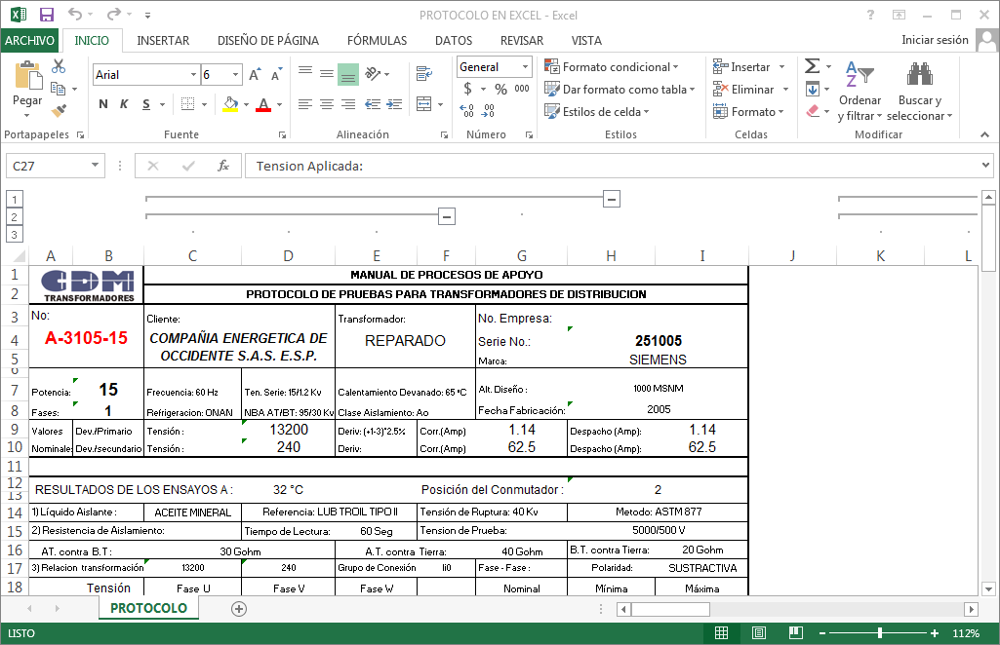 PROTOCOLO EN EXCEL - Excel
ARCHIVO INICIO INSERTAR DISEÑO DE PÁGINA FÓRMULAS DATOS REVISAR VISTA Iniciar sesión
Arial 6 General Formato condicional Insertar
Pegar N K S $ % 000 Dar formato como tabla Eliminar Ordenar y filtrar Buscar y seleccionar
Estilos de celda Formato
Portapapeles Fuente Alineación Número Estilos Celdas Modificar
C27 fx Tension Aplicada:
1
2
3
A B C D E F G H I J K L
1 CDM TRANSFORMADORES MANUAL DE PROCESOS DE APOYO
2 PROTOCOLO DE PRUEBAS PARA TRANSFORMADORES DE DISTRIBUCION
3 No: Cliente: Transformador: No. Empresa:
4 A-3105-15 COMPAÑIA ENERGETICA DE REPARADO Serie No.: 251005
5 OCCIDENTE S.A.S. E.S.P. Marca: SIEMENS
6
7 Potencia: 15 Frecuencia: 60 Hz Ten. Serie: 15/1.2 Kv Calentamiento Devanado: 65 ºC Alt. Diseño : 1000 MSNM
8 Fases: 1 Refrigeracion: ONAN NBA AT/BT: 95/30 Kv Clase Aislamiento: Ao Fecha Fabricación: 2005
9 Valores Dev./Primario Tensión : 13200 Deriv: (+1-3)*2.5% Corr.(Amp) 1.14 Despacho (Amp): 1.14
10 Nominales Dev./secundario Tensión : 240 Deriv: Corr.(Amp) 62.5 Despacho (Amp): 62.5
11
12 RESULTADOS DE LOS ENSAYOS A : 32 °C Posición del Conmutador : 2
13
14 1) Líquido Aislante : ACEITE MINERAL Referencia: LUB TROIL TIPO II Tensión de Ruptura: 40 Kv Metodo: ASTM 877
15 2) Resistencia de Aislamiento: Tiempo de Lectura: 60 Seg Tension de Prueba: 5000/500 V
16 AT. contra B.T : 30 Gohm A.T. contra Tierra: 40 Gohm B.T. contra Tierra: 20 Gohm
17 3) Relacion transformación 13200 240 Grupo de Conexión Ii0 Fase - Fase : Polaridad: SUSTRACTIVA
18 Tensión Fase U Fase V Fase W Nominal Mínima Máxima
PROTOCOLO
LISTO 112%